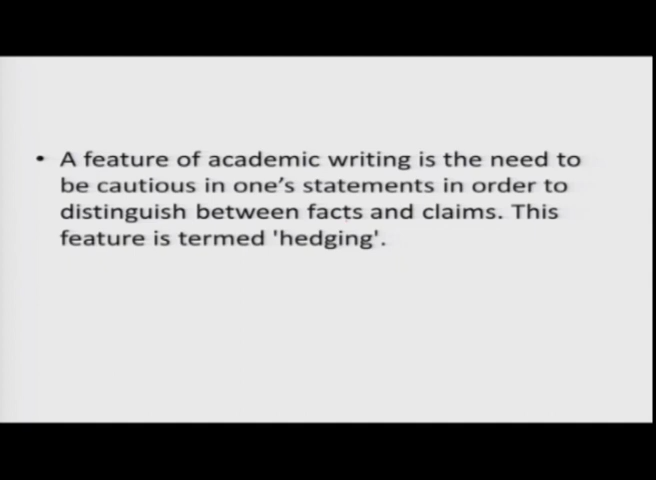 • A feature of academic writing is the need to
be cautious in one’s statements in order to
distinguish between facts and claims. This
feature is termed 'hedging'.